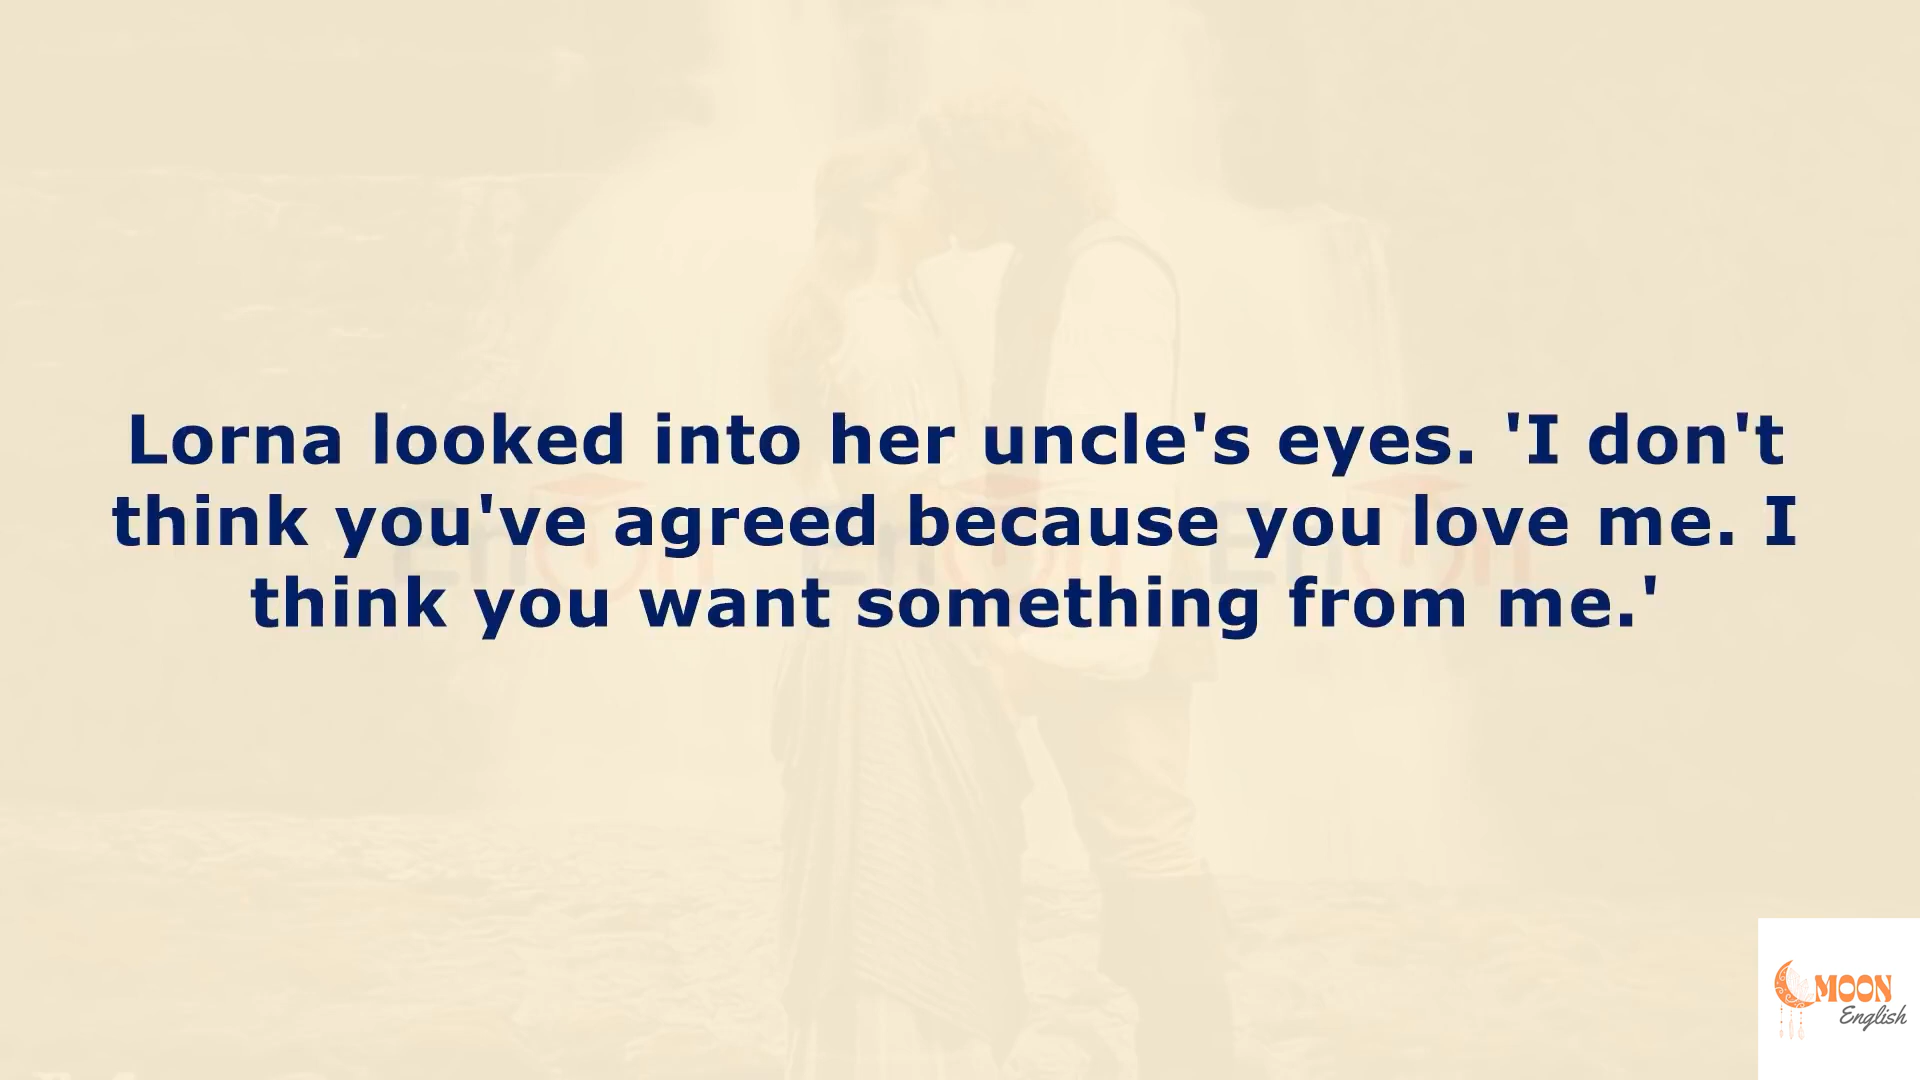 Lorna looked into her uncle's eyes. 'I don't
think you've agreed because you love me. I
think you want something from me.'
MOON
English